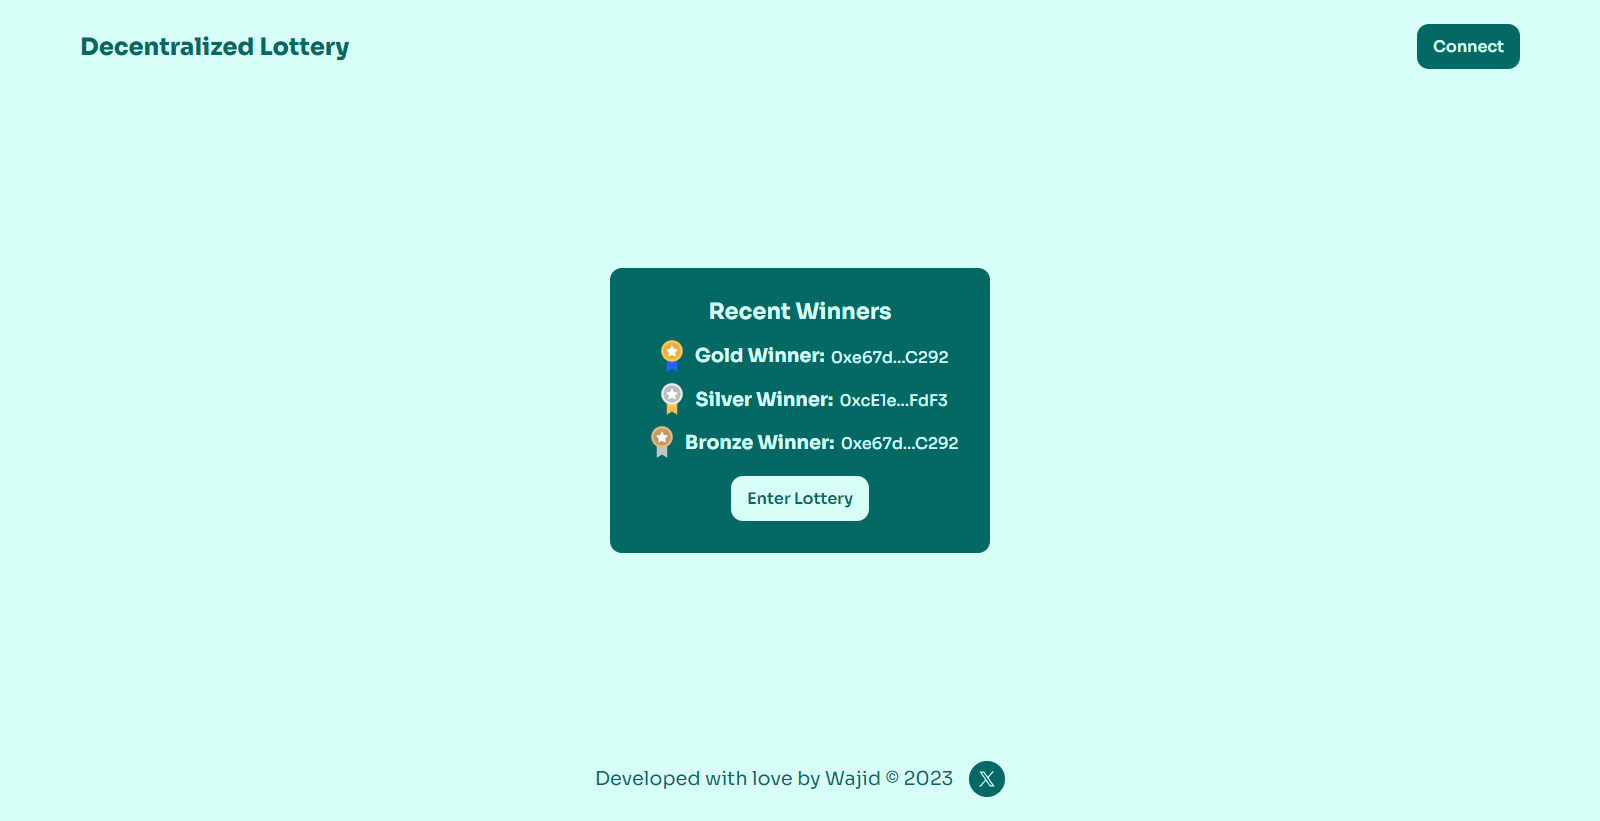 Decentralized Lottery
Connect
Recent Winners
Gold Winner: 0xe67d...C292
Silver Winner: 0xcE1e...FdF3
Bronze Winner: 0xe67d...C292
Enter Lottery
Developed with love by Wajid © 2023